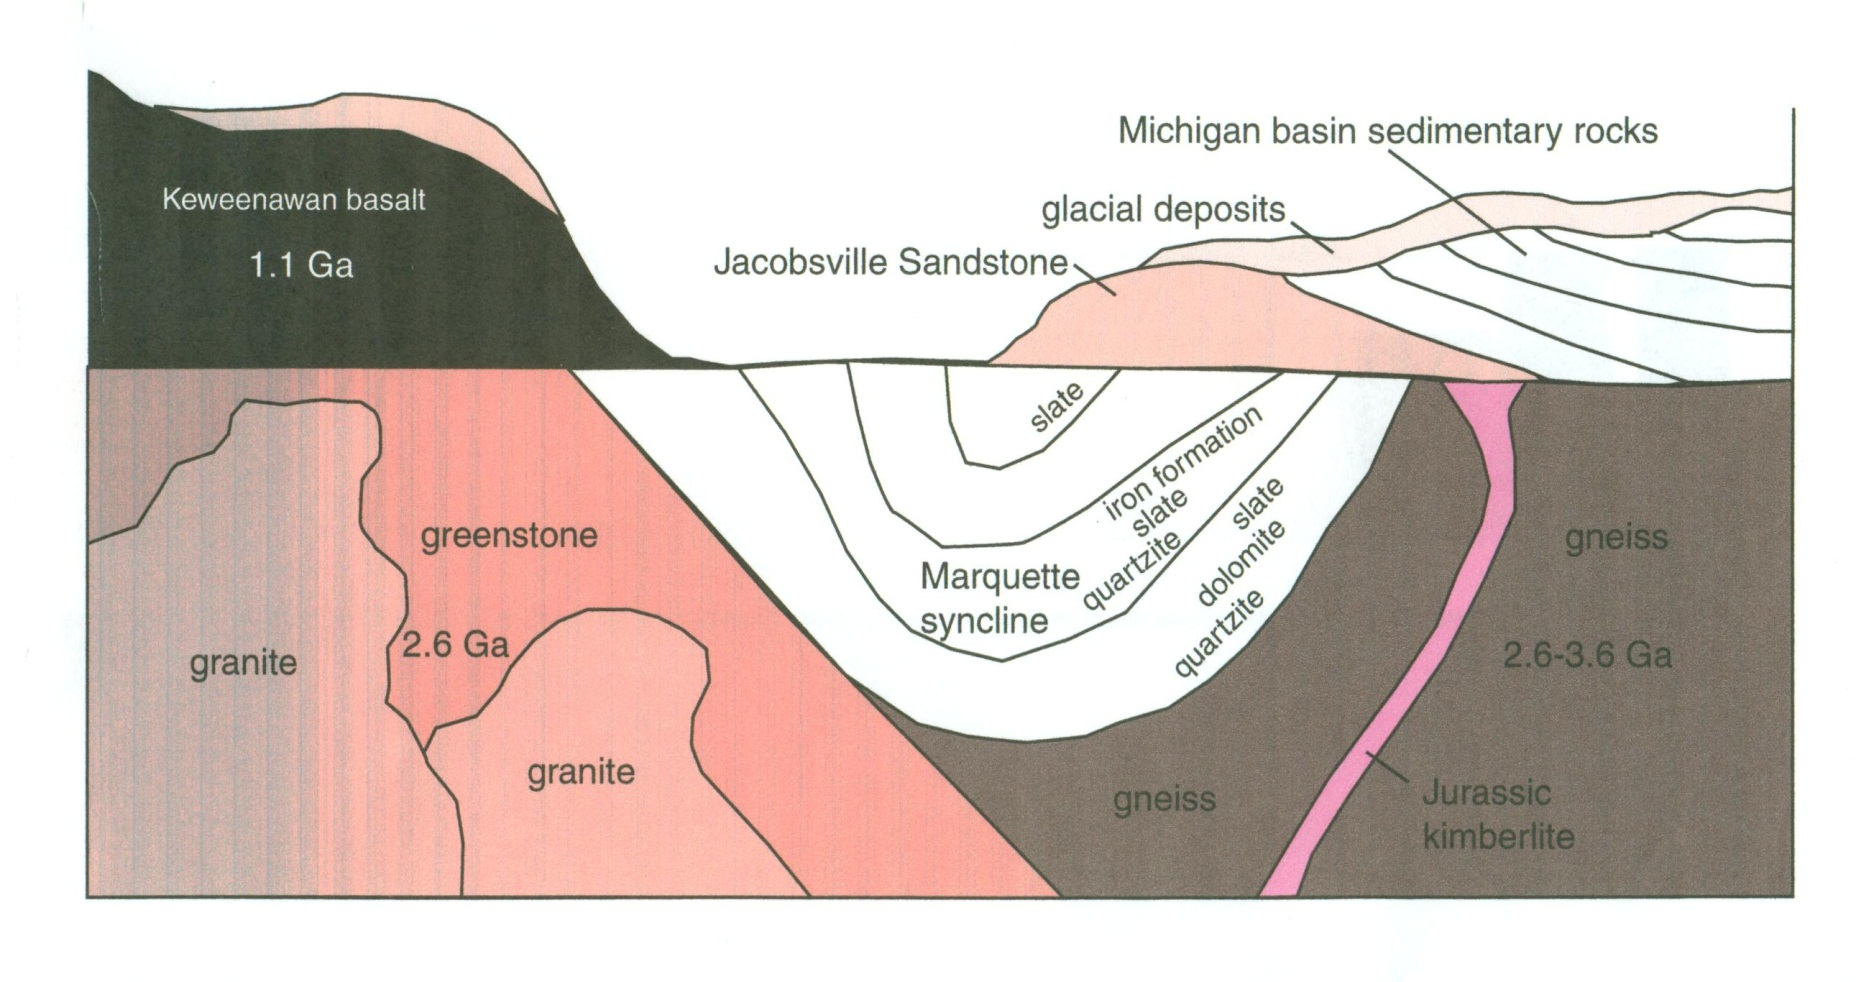 Michigan basin sedimentary rocks
Keweenawan basalt
glacial deposits
1.1 Ga
Jacobsville Sandstone
slate
iron formation
slate
quartzite
slate
dolomite
quartzite
greenstone
gneiss
Marquette
syncline
2.6 Ga
granite
2.6-3.6 Ga
granite
gneiss
Jurassic
kimberlite